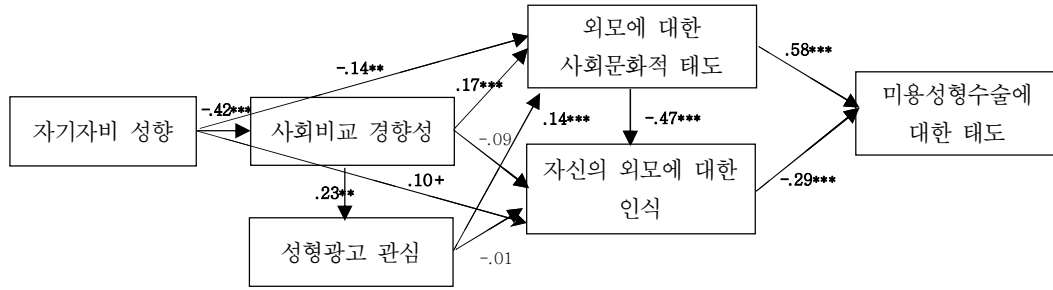 외모에 대한
사회문화적 태도
-.14**
.58***
.17***
미용성형수술에
대한 태도
-.42***
자기자비 성향
사회비교 경향성
.14***
-.47***
-.09
자신의 외모에 대한
인식
.10+
.23**
-.29***
성형광고 관심
-.01